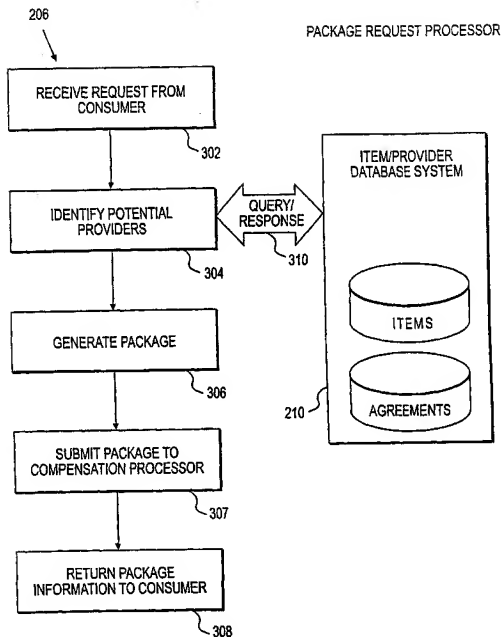 206
PACKAGE REQUEST PROCESSOR
RECEIVE REQUEST FROM
CONSUMER
302
IDENTIFY POTENTIAL
PROVIDERS
304
QUERY/
RESPONSE
310
ITEM/PROVIDER
DATABASE SYSTEM
ITEMS
AGREEMENTS
210
GENERATE PACKAGE
306
SUBMIT PACKAGE TO
COMPENSATION PROCESSOR
307
RETURN PACKAGE
INFORMATION TO CONSUMER
308